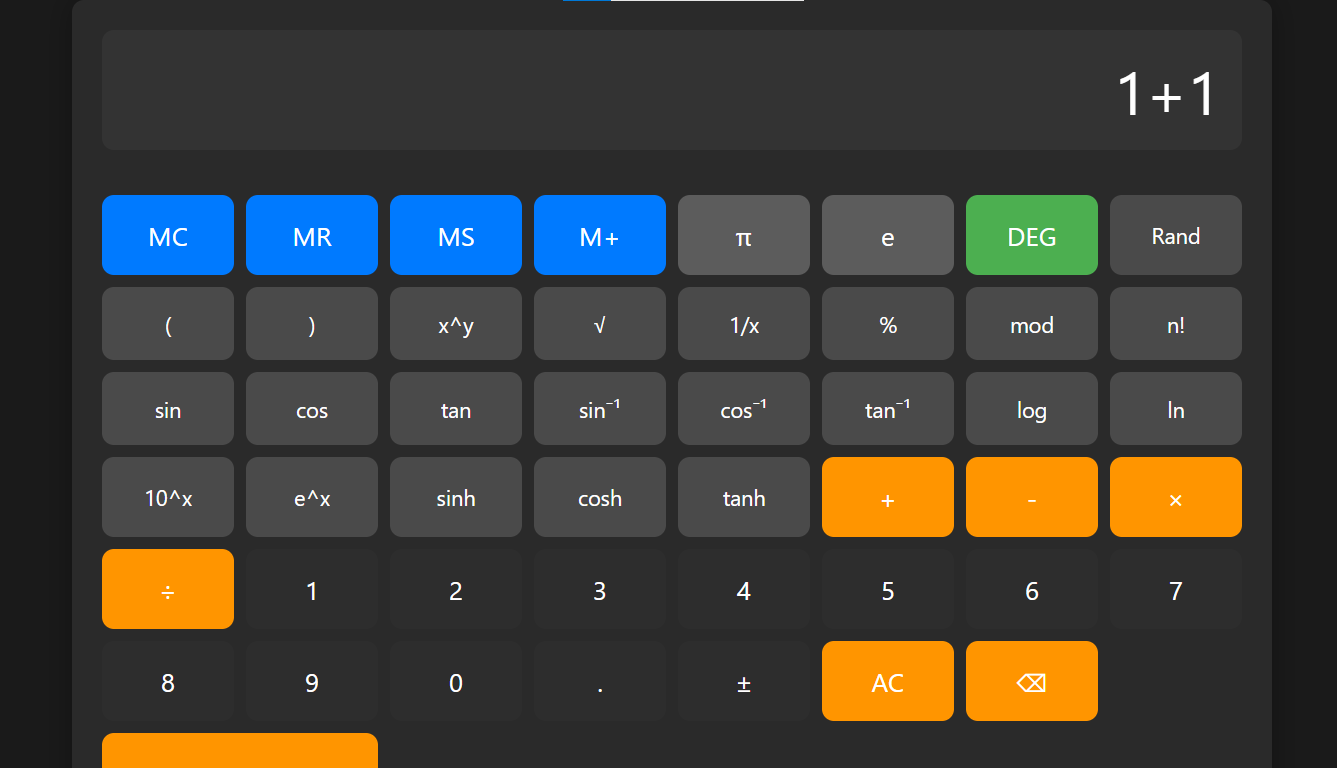 1+1
MC MR MS M+ π e DEG Rand
( ) x^y √ 1/x % mod n!
sin cos tan sin⁻¹ cos⁻¹ tan⁻¹ log ln
10^x e^x sinh cosh tanh + - ×
÷ 1 2 3 4 5 6 7
8 9 0 . ± AC ⌫